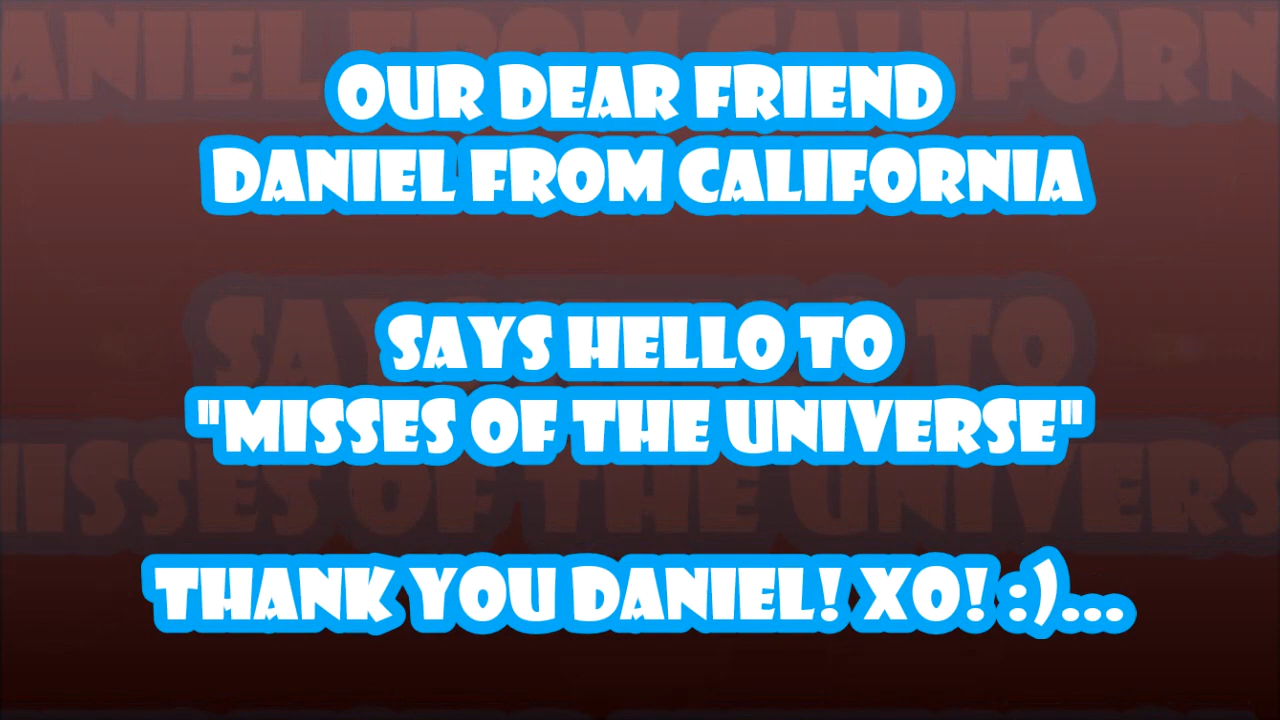 OUR DEAR FRIEND
DANIEL FROM CALIFORNIA
SAYS HELLO TO
"MISSES OF THE UNIVERSE"
THANK YOU DANIEL! XO! :)...